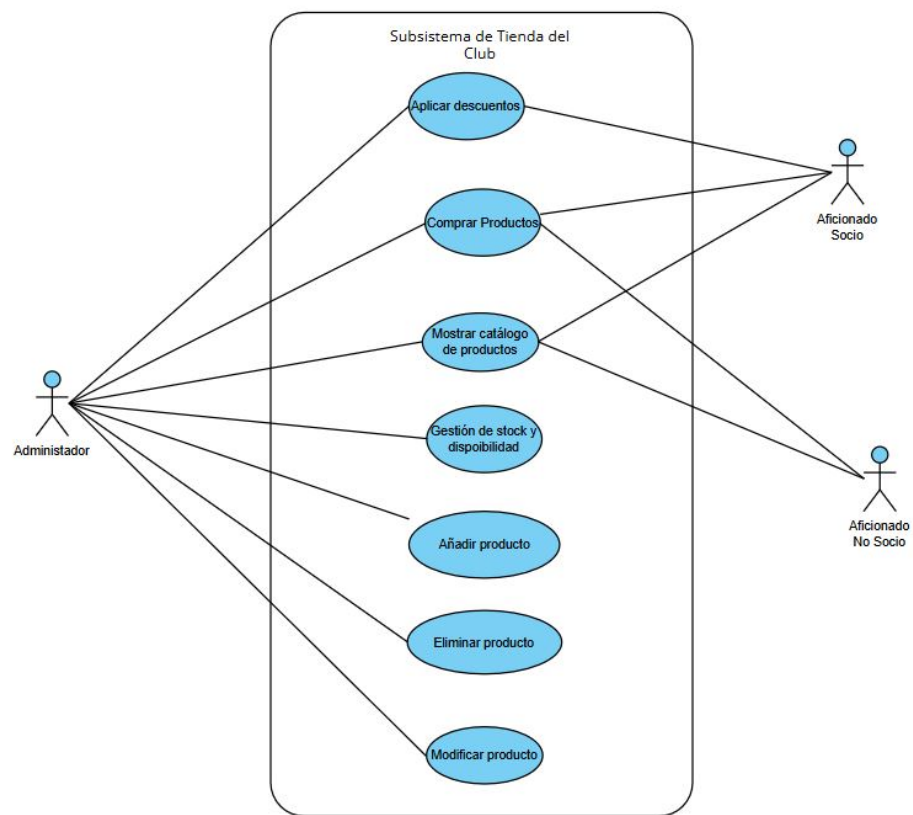 Subsistema de Tienda del
Club
Aplicar descuentos
Comprar Productos
Aficionado
Socio
Mostrar catálogo
de productos
Gestión de stock y
dispoibilidad
Administador
Añadir producto
Aficionado
No Socio
Eliminar producto
Modificar producto